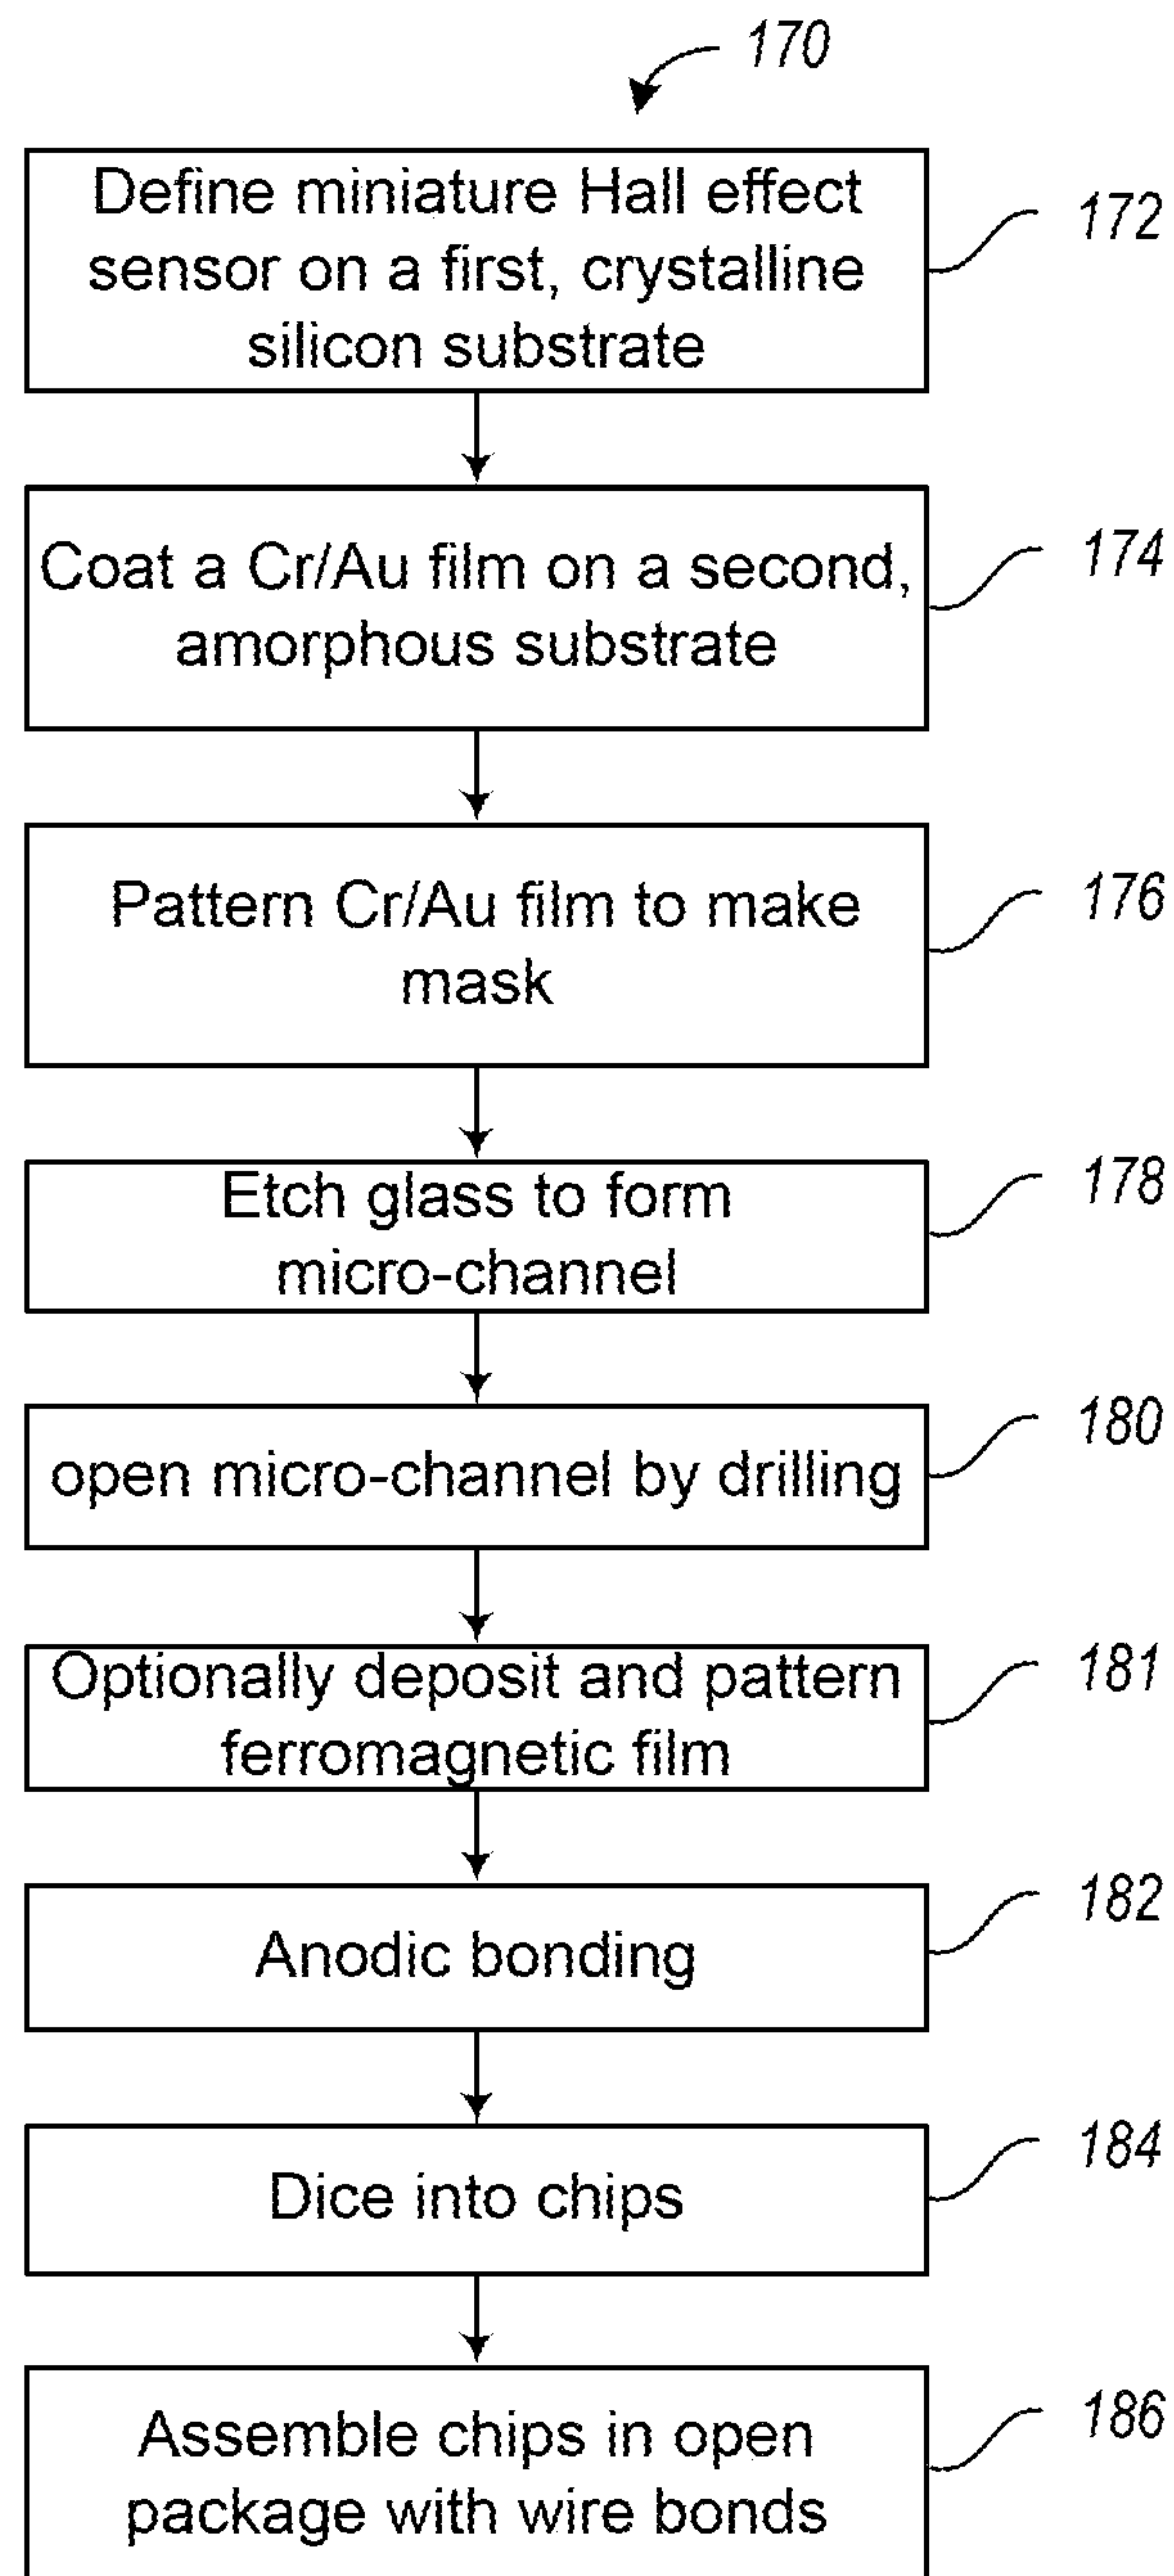 170
Define miniature Hall effect
sensor on a first, crystalline
silicon substrate
172
Coat a Cr/Au film on a second,
amorphous substrate
174
Pattern Cr/Au film to make
mask
176
Etch glass to form
micro-channel
178
open micro-channel by drilling
180
Optionally deposit and pattern
ferromagnetic film
181
Anodic bonding
182
Dice into chips
184
Assemble chips in open
package with wire bonds
186